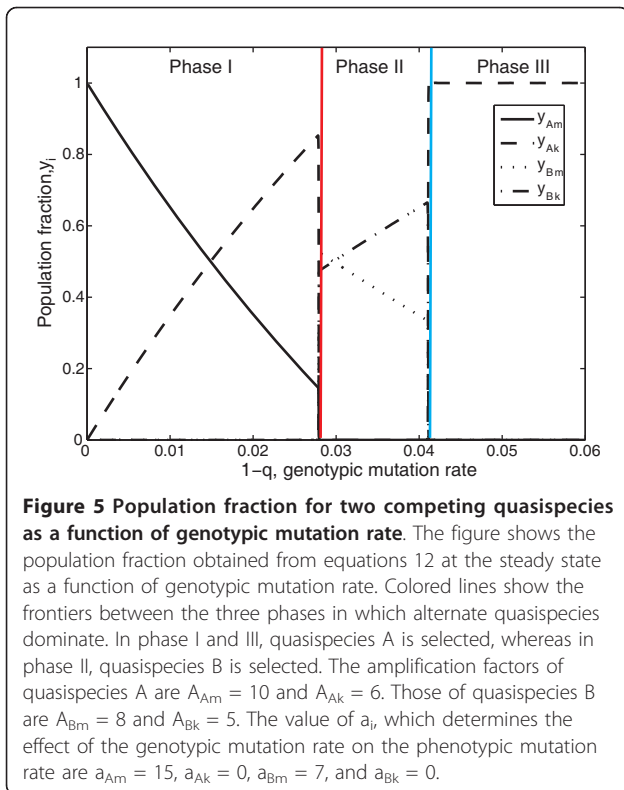 Phase I Phase II Phase III
1
0.8
0.6
0.4
0.2
0
Population fraction,y_i
y_Am
y_Ak
y_Bm
y_Bk
0 0.01 0.02 0.03 0.04 0.05 0.06
1−q, genotypic mutation rate
Figure 5 Population fraction for two competing quasispecies
as a function of genotypic mutation rate. The figure shows the
population fraction obtained from equations 12 at the steady state
as a function of genotypic mutation rate. Colored lines show the
frontiers between the three phases in which alternate quasispecies
dominate. In phase I and III, quasispecies A is selected, whereas in
phase II, quasispecies B is selected. The amplification factors of
quasispecies A are A_Am = 10 and A_Ak = 6. Those of quasispecies B
are A_Bm = 8 and A_Bk = 5. The value of a_i, which determines the
effect of the genotypic mutation rate on the phenotypic mutation
rate are a_Am = 15, a_Ak = 0, a_Bm = 7, and a_Bk = 0.